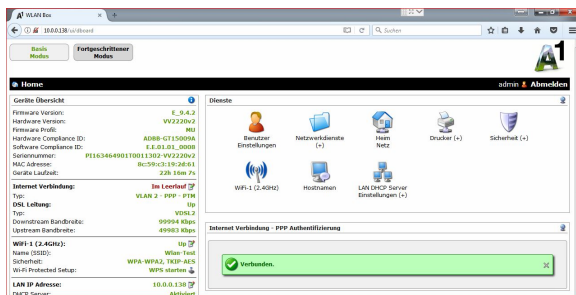 A1 WLAN Box
10.0.0.138/ui/dboard
Suchen
Basis Modus
Fortgeschrittener Modus
A1
Home
admin Abmelden
Geräte Übersicht
Firmware Version: E_9.4.2
Hardware Version: VV2220v2
Firmware Profil: MU
Hardware Compliance ID: ADBB-GT15009A
Software Compliance ID: E.E.01.01_0008
Seriennummer: PI163464901T0011302-VV2220v2
MAC Adresse: 8c:59:c3:19:2d:61
Geräte Laufzeit: 22h 16m 7s
Internet Verbindung: Im Leerlauf
Typ: VLAN 2 - PPP - PTM
DSL Leitung: Up
Typ: VDSL2
Downstream Bandbreite: 99994 Kbps
Upstream Bandbreite: 49983 Kbps
WiFi-1 (2.4GHz): Up
Name (SSID): Wlan-Test
Sicherheit: WPA-WPA2, TKIP-AES
Wi-Fi Protected Setup: WPS starten
LAN IP Adresse: 10.0.0.138
DHCP Server: Aktiviert
Dienste
Benutzer Einstellungen
Netzwerkdienste (+)
Heim Netz
Drucker (+)
Sicherheit (+)
WiFi-1 (2.4GHz)
Hostnamen
LAN DHCP Server Einstellungen (+)
Internet Verbindung - PPP Authentifizierung
Verbunden.